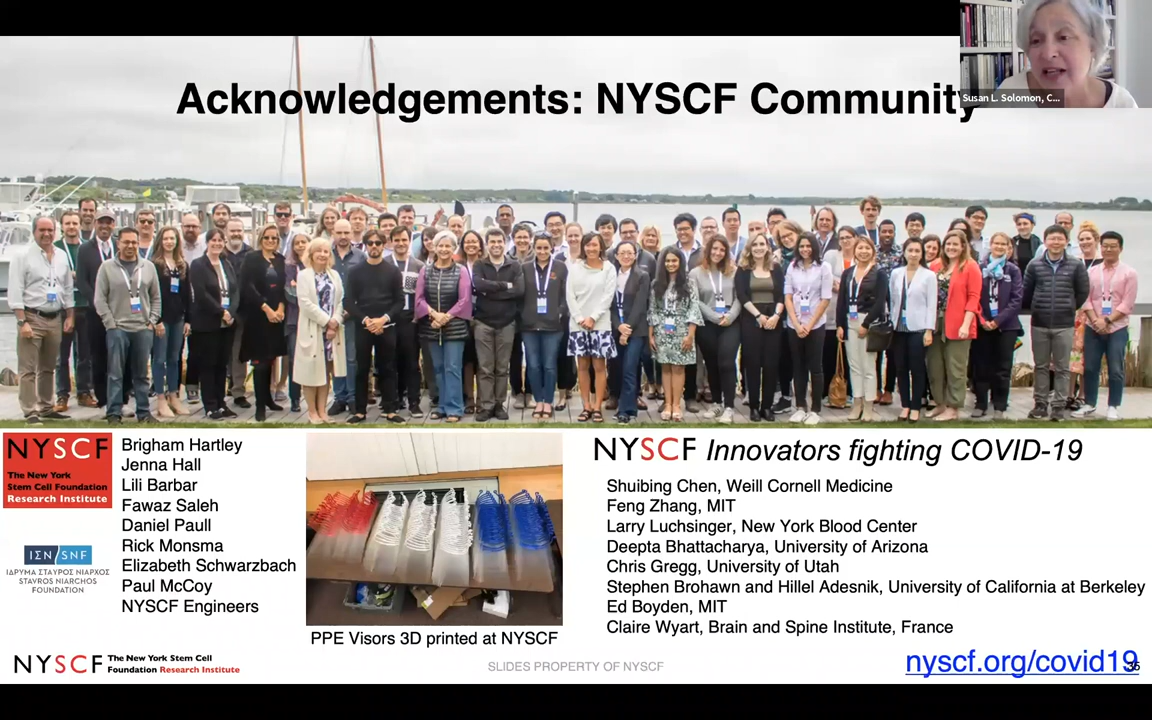 Susan L. Solomon, C...
Acknowledgements: NYSCF Community
NYSCF
The New York
Stem Cell Foundation
Research Institute
ΙΣΝ/SNF
ΙΔΡΥΜΑ ΣΤΑΥΡΟΣ ΝΙΑΡΧΟΣ
STAVROS NIARCHOS
FOUNDATION
Brigham Hartley
Jenna Hall
Lili Barbar
Fawaz Saleh
Daniel Paull
Rick Monsma
Elizabeth Schwarzbach
Paul McCoy
NYSCF Engineers
PPE Visors 3D printed at NYSCF
NYSCF Innovators fighting COVID-19
Shuibing Chen, Weill Cornell Medicine
Feng Zhang, MIT
Larry Luchsinger, New York Blood Center
Deepta Bhattacharya, University of Arizona
Chris Gregg, University of Utah
Stephen Brohawn and Hillel Adesnik, University of California at Berkeley
Ed Boyden, MIT
Claire Wyart, Brain and Spine Institute, France
NYSCF The New York Stem Cell
Foundation Research Institute
SLIDES PROPERTY OF NYSCF
nyscf.org/covid19
35